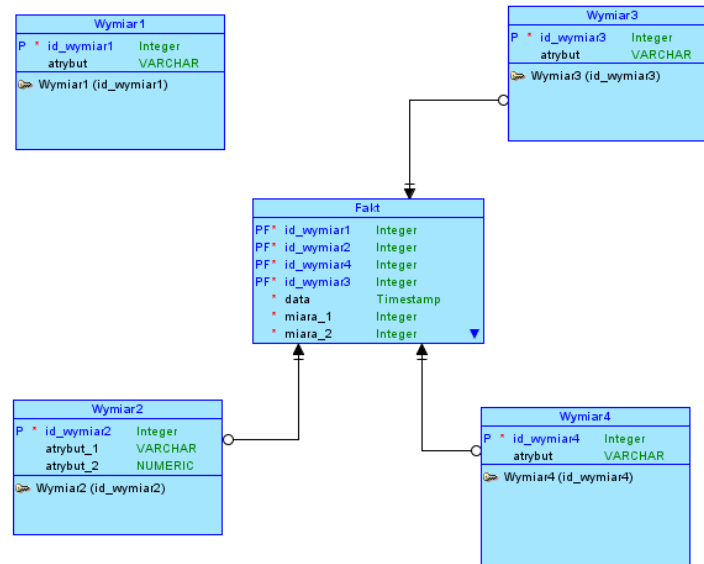 Wymiar1
P * id_wymiar1 Integer
atrybut VARCHAR
Wymiar1 (id_wymiar1)
Wymiar3
P * id_wymiar3 Integer
atrybut VARCHAR
Wymiar3 (id_wymiar3)
Fakt
PF* id_wymiar1 Integer
PF* id_wymiar2 Integer
PF* id_wymiar4 Integer
PF* id_wymiar3 Integer
* data Timestamp
* miara_1 Integer
* miara_2 Integer
Wymiar2
P * id_wymiar2 Integer
atrybut_1 VARCHAR
atrybut_2 NUMERIC
Wymiar2 (id_wymiar2)
Wymiar4
P * id_wymiar4 Integer
atrybut VARCHAR
Wymiar4 (id_wymiar4)